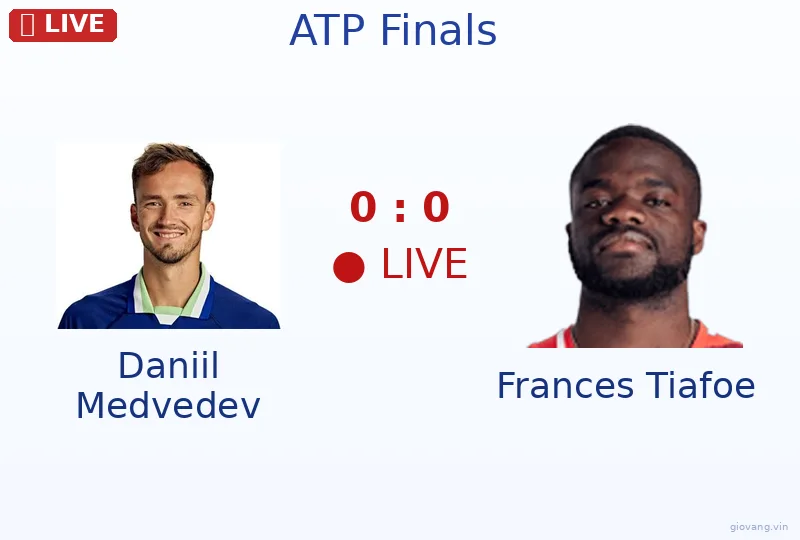 LIVE
ATP Finals
0 : 0
● LIVE
Daniil
Medvedev
Frances Tiafoe
giovang.vin